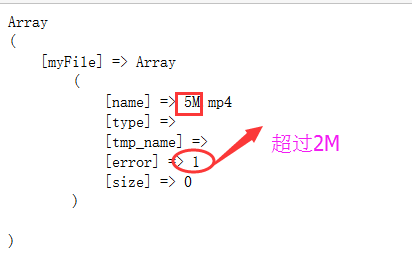 Array
(
[myFile] => Array
(
[name] => 5M mp4
[type] =>
[tmp_name] =>
[error] => 1
[size] => 0
)
)
超过2M